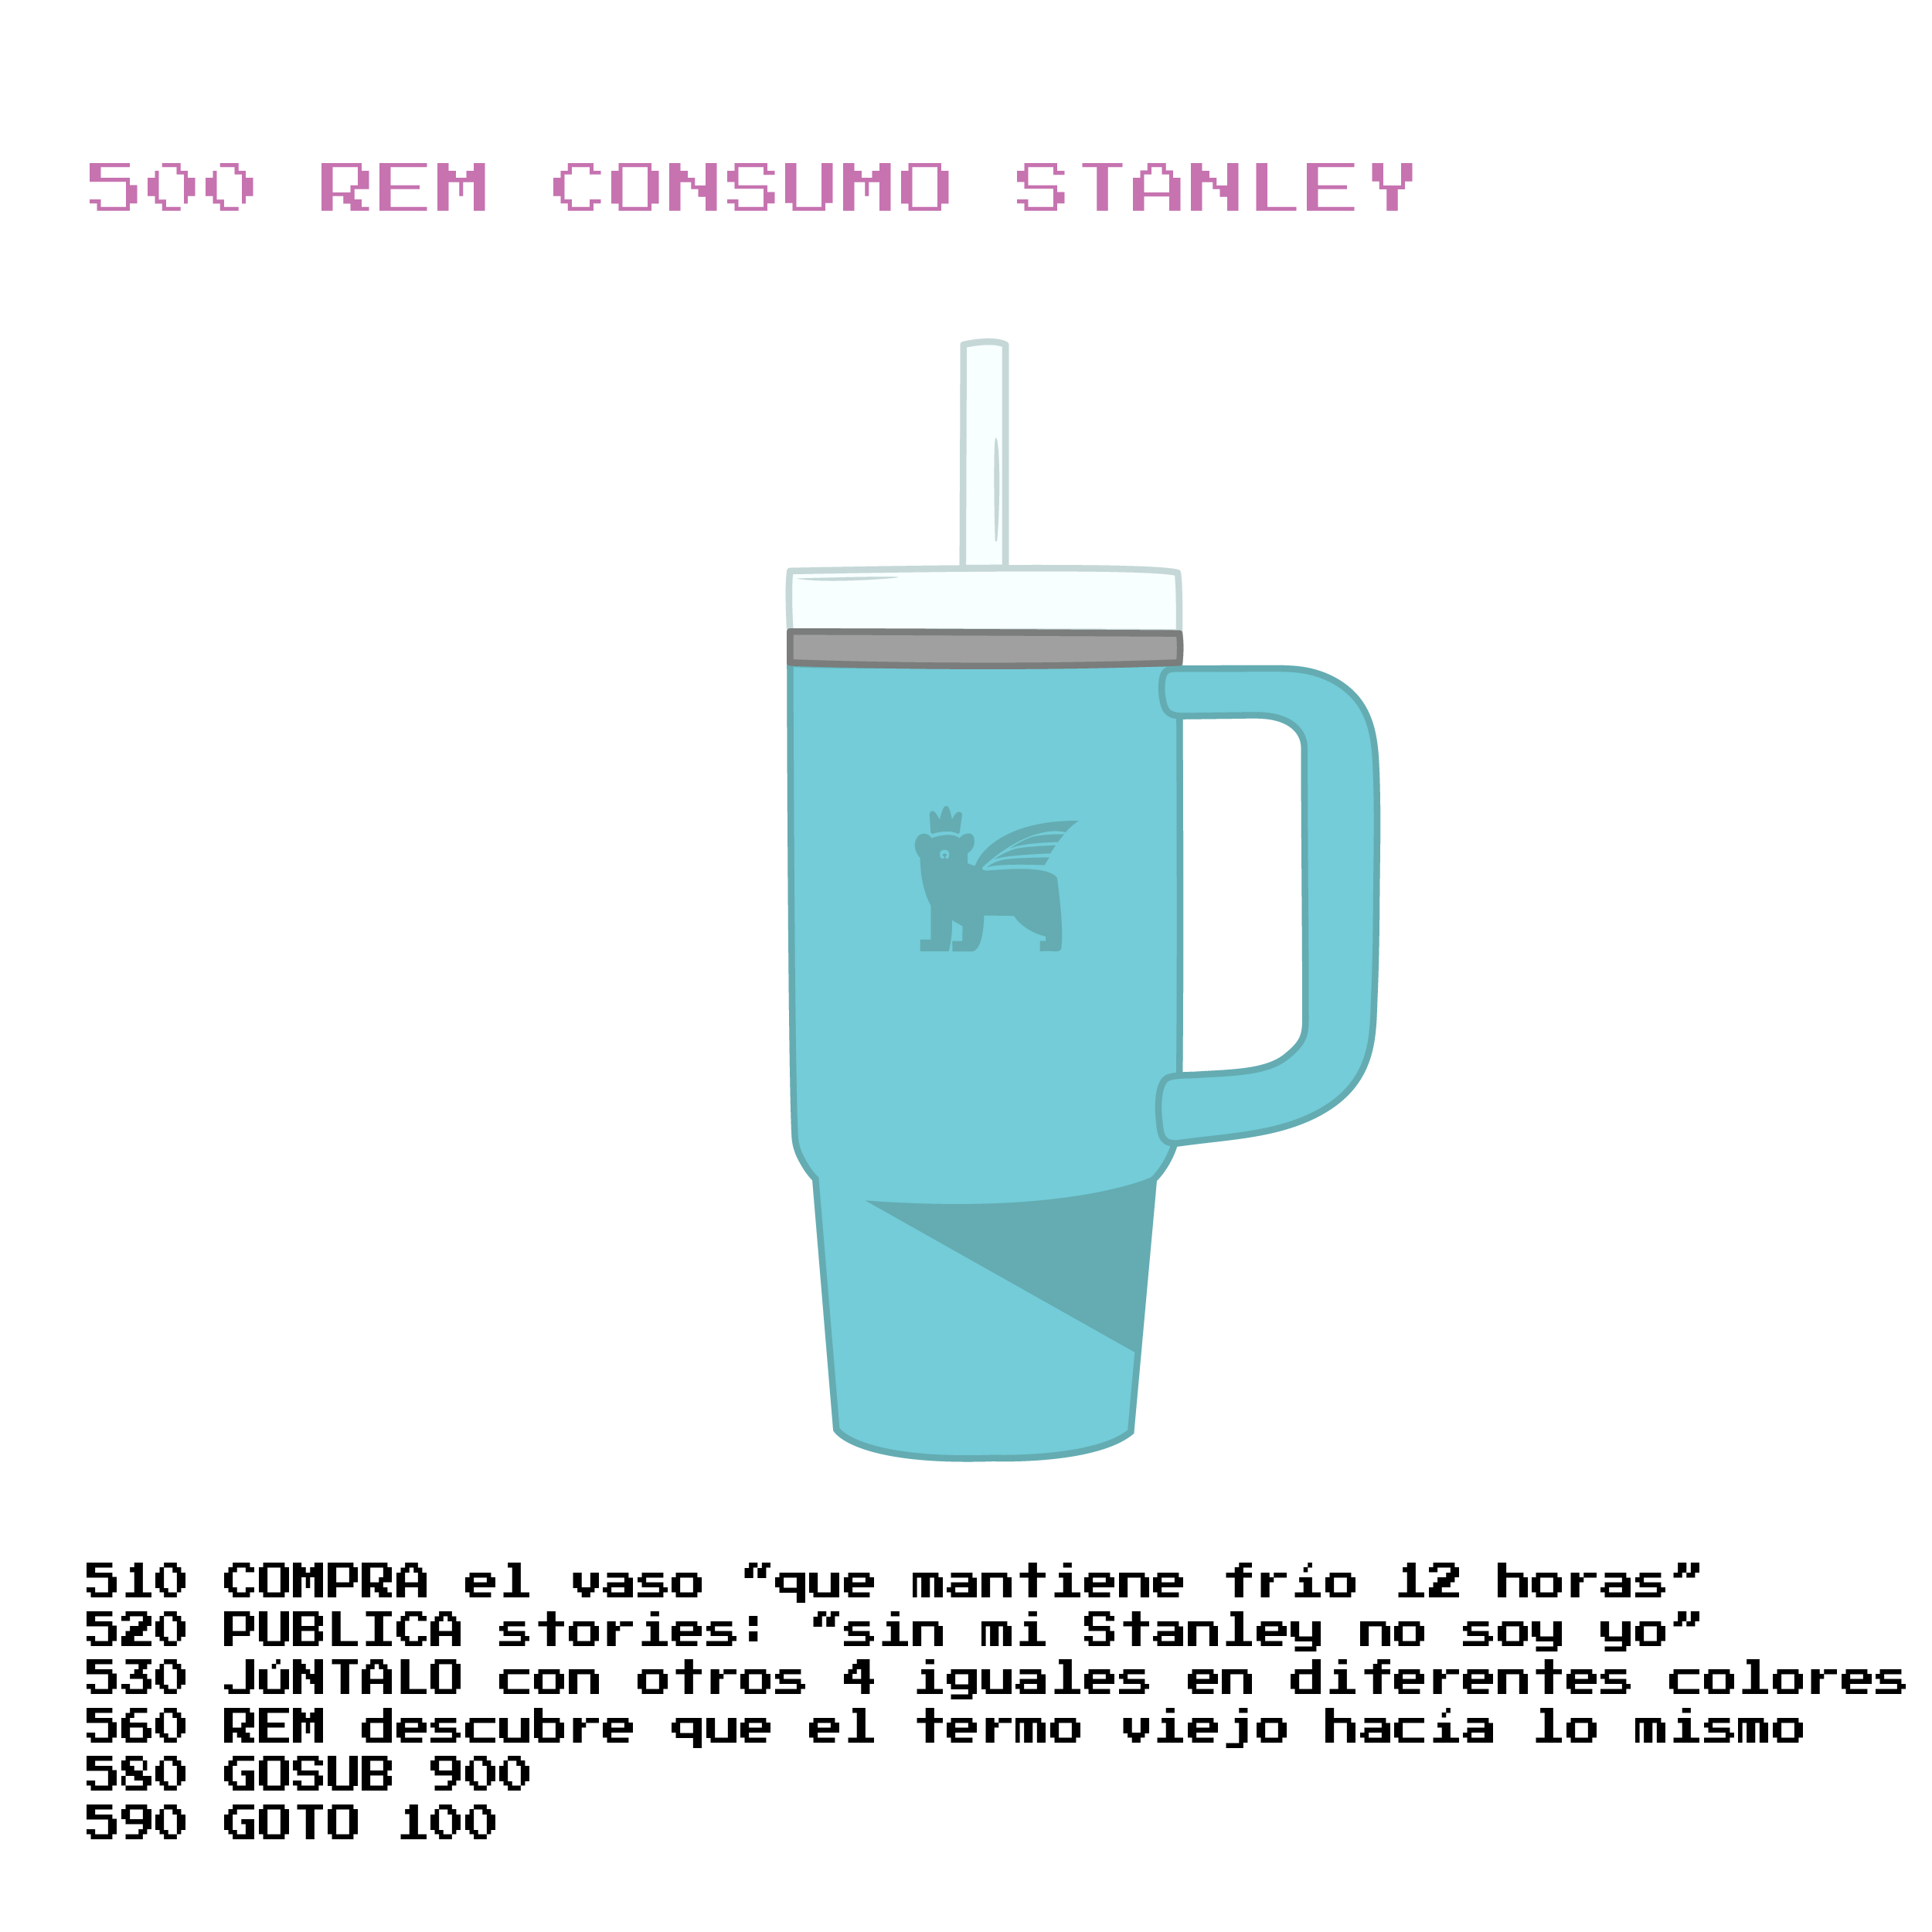 500 REM CONSUMO STANLEY
510 COMPRA el vaso “que mantiene frío 12 horas”
520 PUBLICA stories: “sin mi Stanley no soy yo”
530 JÚNTALO con otros 4 iguales en diferentes colores
560 REM descubre que el termo viejo hacía lo mismo
580 GOSUB 900
590 GOTO 100